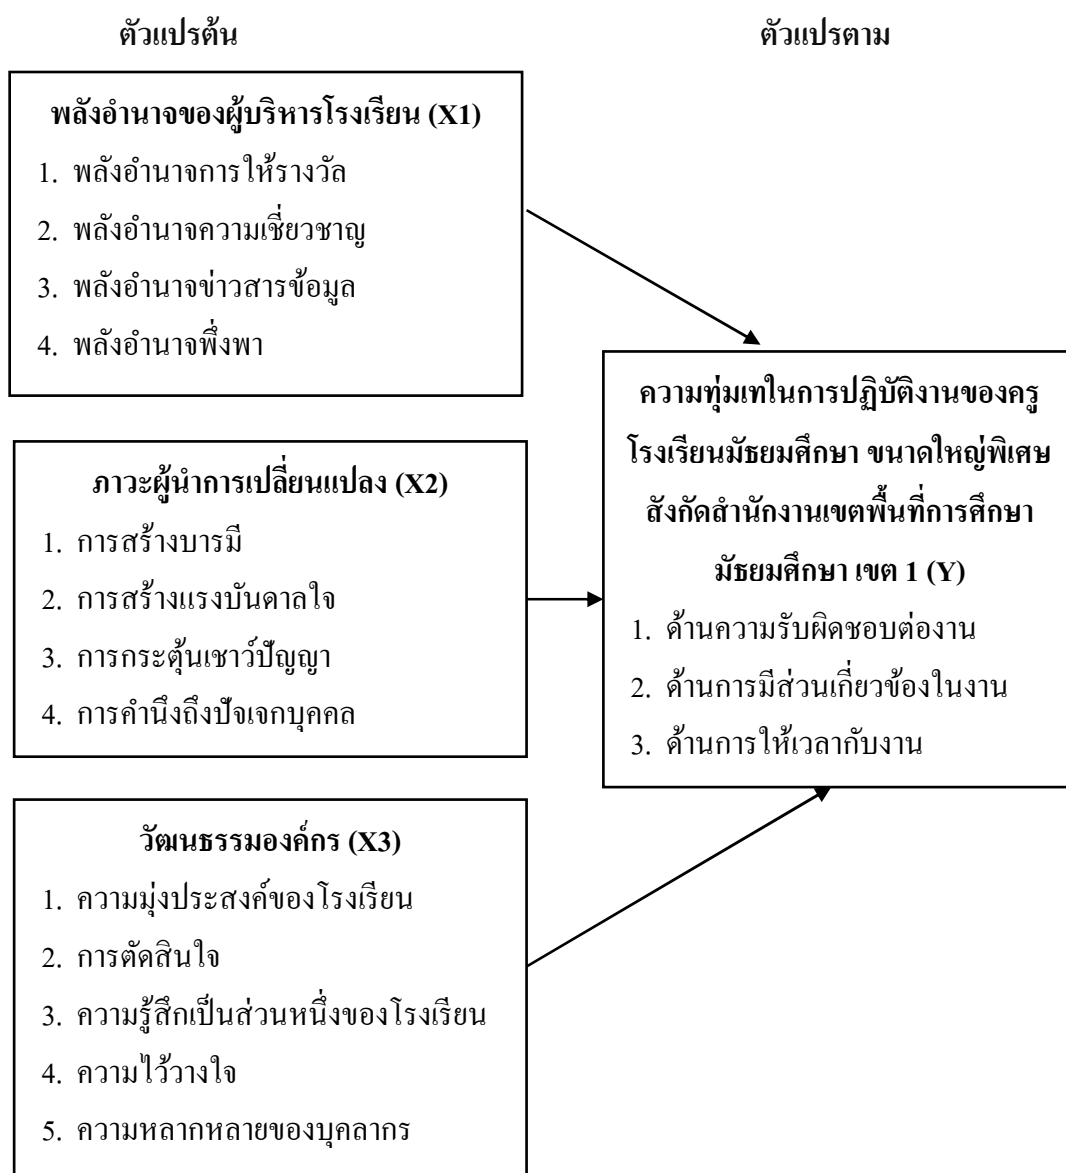 ตัวแปรต้น
ตัวแปรตาม
พลังอำนาจของผู้บริหารโรงเรียน (X1)
1. พลังอำนาจการให้รางวัล
2. พลังอำนาจความเชี่ยวชาญ
3. พลังอำนาจข่าวสารข้อมูล
4. พลังอำนาจพึ่งพา
ภาวะผู้นำการเปลี่ยนแปลง (X2)
1. การสร้างบารมี
2. การสร้างแรงบันดาลใจ
3. การกระตุ้นเชาว์ปัญญา
4. การคำนึงถึงปัจเจกบุคคล
วัฒนธรรมองค์กร (X3)
1. ความมุ่งประสงค์ของโรงเรียน
2. การตัดสินใจ
3. ความรู้สึกเป็นส่วนหนึ่งของโรงเรียน
4. ความไว้วางใจ
5. ความหลากหลายของบุคลากร
ความทุ่มเทในการปฏิบัติงานของครู
โรงเรียนมัธยมศึกษา ขนาดใหญ่พิเศษ
สังกัดสำนักงานเขตพื้นที่การศึกษา
มัธยมศึกษา เขต 1 (Y)
1. ด้านความรับผิดชอบต่องาน
2. ด้านการมีส่วนเกี่ยวข้องในงาน
3. ด้านการให้เวลากับงาน